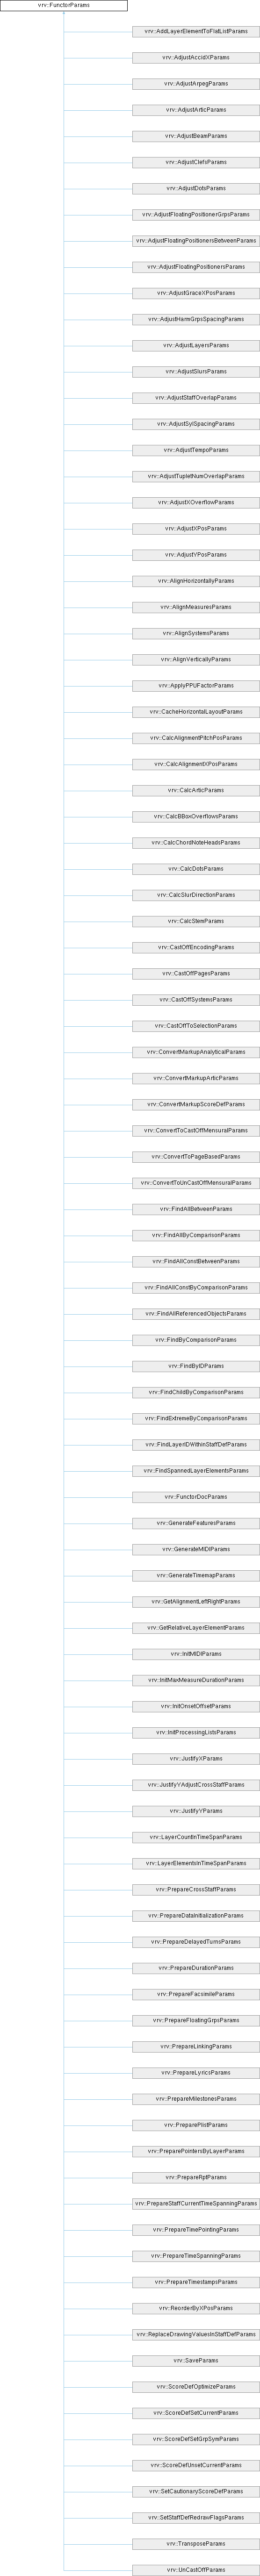 vrv::FunctorParams
vrv::AddLayerElementToFlatListParams
vrv::AdjustAccidXParams
vrv::AdjustArpegParams
vrv::AdjustArticParams
vrv::AdjustBeamParams
vrv::AdjustClefsParams
vrv::AdjustDotsParams
vrv::AdjustFloatingPositionerGrpsParams
vrv::AdjustFloatingPositionersBetweenParams
vrv::AdjustFloatingPositionersParams
vrv::AdjustGraceXPosParams
vrv::AdjustHarmGrpsSpacingParams
vrv::AdjustLayersParams
vrv::AdjustSlursParams
vrv::AdjustStaffOverlapParams
vrv::AdjustSylSpacingParams
vrv::AdjustTempoParams
vrv::AdjustTupletNumOverlapParams
vrv::AdjustXOverflowParams
vrv::AdjustXPosParams
vrv::AdjustYPosParams
vrv::AlignHorizontallyParams
vrv::AlignMeasuresParams
vrv::AlignSystemsParams
vrv::AlignVerticallyParams
vrv::ApplyPPUFactorParams
vrv::CacheHorizontalLayoutParams
vrv::CalcAlignmentPitchPosParams
vrv::CalcAlignmentXPosParams
vrv::CalcArticParams
vrv::CalcBBoxOverflowsParams
vrv::CalcChordNoteHeadsParams
vrv::CalcDotsParams
vrv::CalcSlurDirectionParams
vrv::CalcStemParams
vrv::CastOffEncodingParams
vrv::CastOffPagesParams
vrv::CastOffSystemsParams
vrv::CastOffToSelectionParams
vrv::ConvertMarkupAnalyticalParams
vrv::ConvertMarkupArticParams
vrv::ConvertMarkupScoreDefParams
vrv::ConvertToCastOffMensuralParams
vrv::ConvertToPageBasedParams
vrv::ConvertToUnCastOffMensuralParams
vrv::FindAllBetweenParams
vrv::FindAllByComparisonParams
vrv::FindAllConstBetweenParams
vrv::FindAllConstByComparisonParams
vrv::FindAllReferencedObjectsParams
vrv::FindByComparisonParams
vrv::FindByIDParams
vrv::FindChildByComparisonParams
vrv::FindExtremeByComparisonParams
vrv::FindLayerIDWithinStaffDefParams
vrv::FindSpannedLayerElementsParams
vrv::FunctorDocParams
vrv::GenerateFeaturesParams
vrv::GenerateMIDIParams
vrv::GenerateTimemapParams
vrv::GetAlignmentLeftRightParams
vrv::GetRelativeLayerElementParams
vrv::InitMIDIParams
vrv::InitMaxMeasureDurationParams
vrv::InitOnsetOffsetParams
vrv::InitProcessingListsParams
vrv::JustifyXParams
vrv::JustifyYAdjustCrossStaffParams
vrv::JustifyYParams
vrv::LayerCountInTimeSpanParams
vrv::LayerElementsInTimeSpanParams
vrv::PrepareCrossStaffParams
vrv::PrepareDataInitializationParams
vrv::PrepareDelayedTurnsParams
vrv::PrepareDurationParams
vrv::PrepareFacsimileParams
vrv::PrepareFloatingGrpsParams
vrv::PrepareLinkingParams
vrv::PrepareLyricsParams
vrv::PrepareMilestonesParams
vrv::PreparePlistParams
vrv::PreparePointersByLayerParams
vrv::PrepareRptParams
vrv::PrepareStaffCurrentTimeSpanningParams
vrv::PrepareTimePointingParams
vrv::PrepareTimeSpanningParams
vrv::PrepareTimestampsParams
vrv::ReorderByXPosParams
vrv::ReplaceDrawingValuesInStaffDefParams
vrv::SaveParams
vrv::ScoreDefOptimizeParams
vrv::ScoreDefSetCurrentParams
vrv::ScoreDefSetGrpSymParams
vrv::ScoreDefUnsetCurrentParams
vrv::SetCautionaryScoreDefParams
vrv::SetStaffDefRedrawFlagsParams
vrv::TransposeParams
vrv::UnCastOffParams